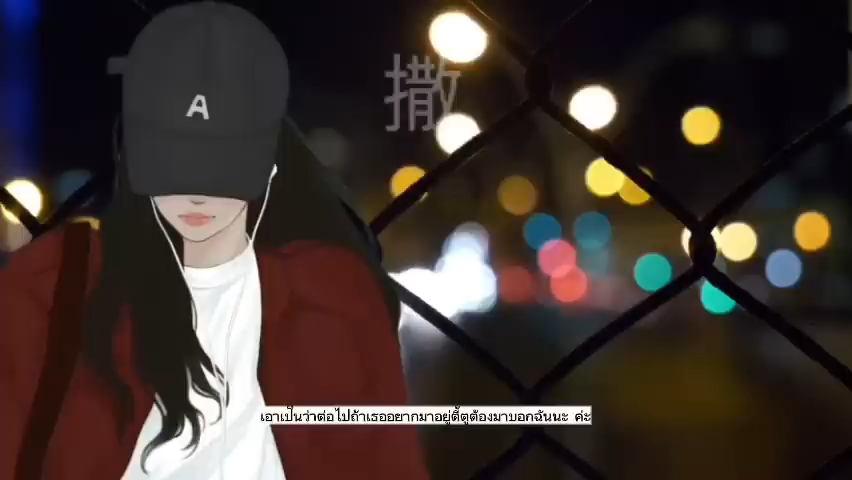 A
撒
เอาเป็นว่าต่อไปถ้าเธออยากมาอยู่ตี้ตูต้องมาบอกฉันนะ ค่ะ